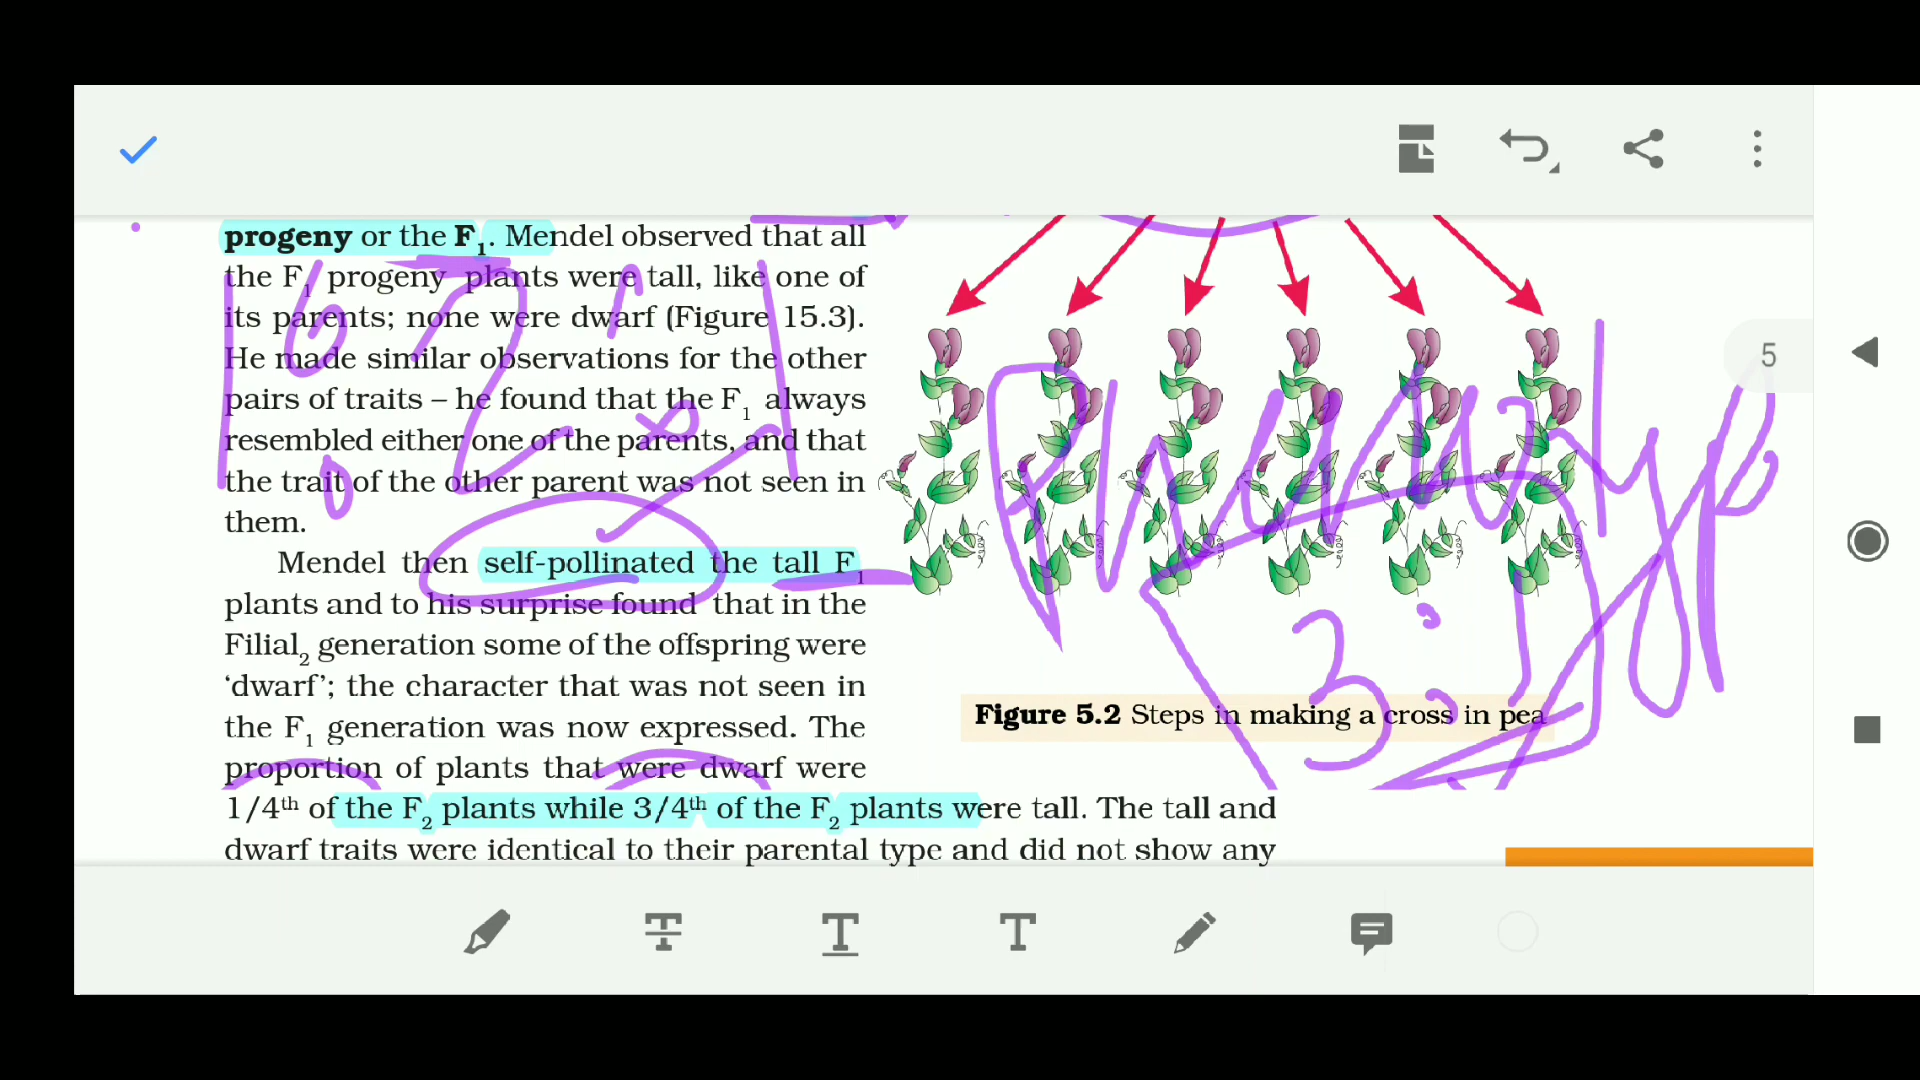 progeny or the F1. Mendel observed that all
the F1 progeny plants were tall, like one of
its parents; none were dwarf (Figure 15.3).
He made similar observations for the other
pairs of traits – he found that the F1 always
resembled either one of the parents, and that
the trait of the other parent was not seen in
them.
Mendel then self-pollinated the tall F1
plants and to his surprise found that in the
Filial2 generation some of the offspring were
‘dwarf’; the character that was not seen in
the F1 generation was now expressed. The
proportion of plants that were dwarf were
1/4th of the F2 plants while 3/4th of the F2 plants were tall. The tall and
dwarf traits were identical to their parental type and did not show any
5
3:1
Figure 5.2 Steps in making a cross in pea